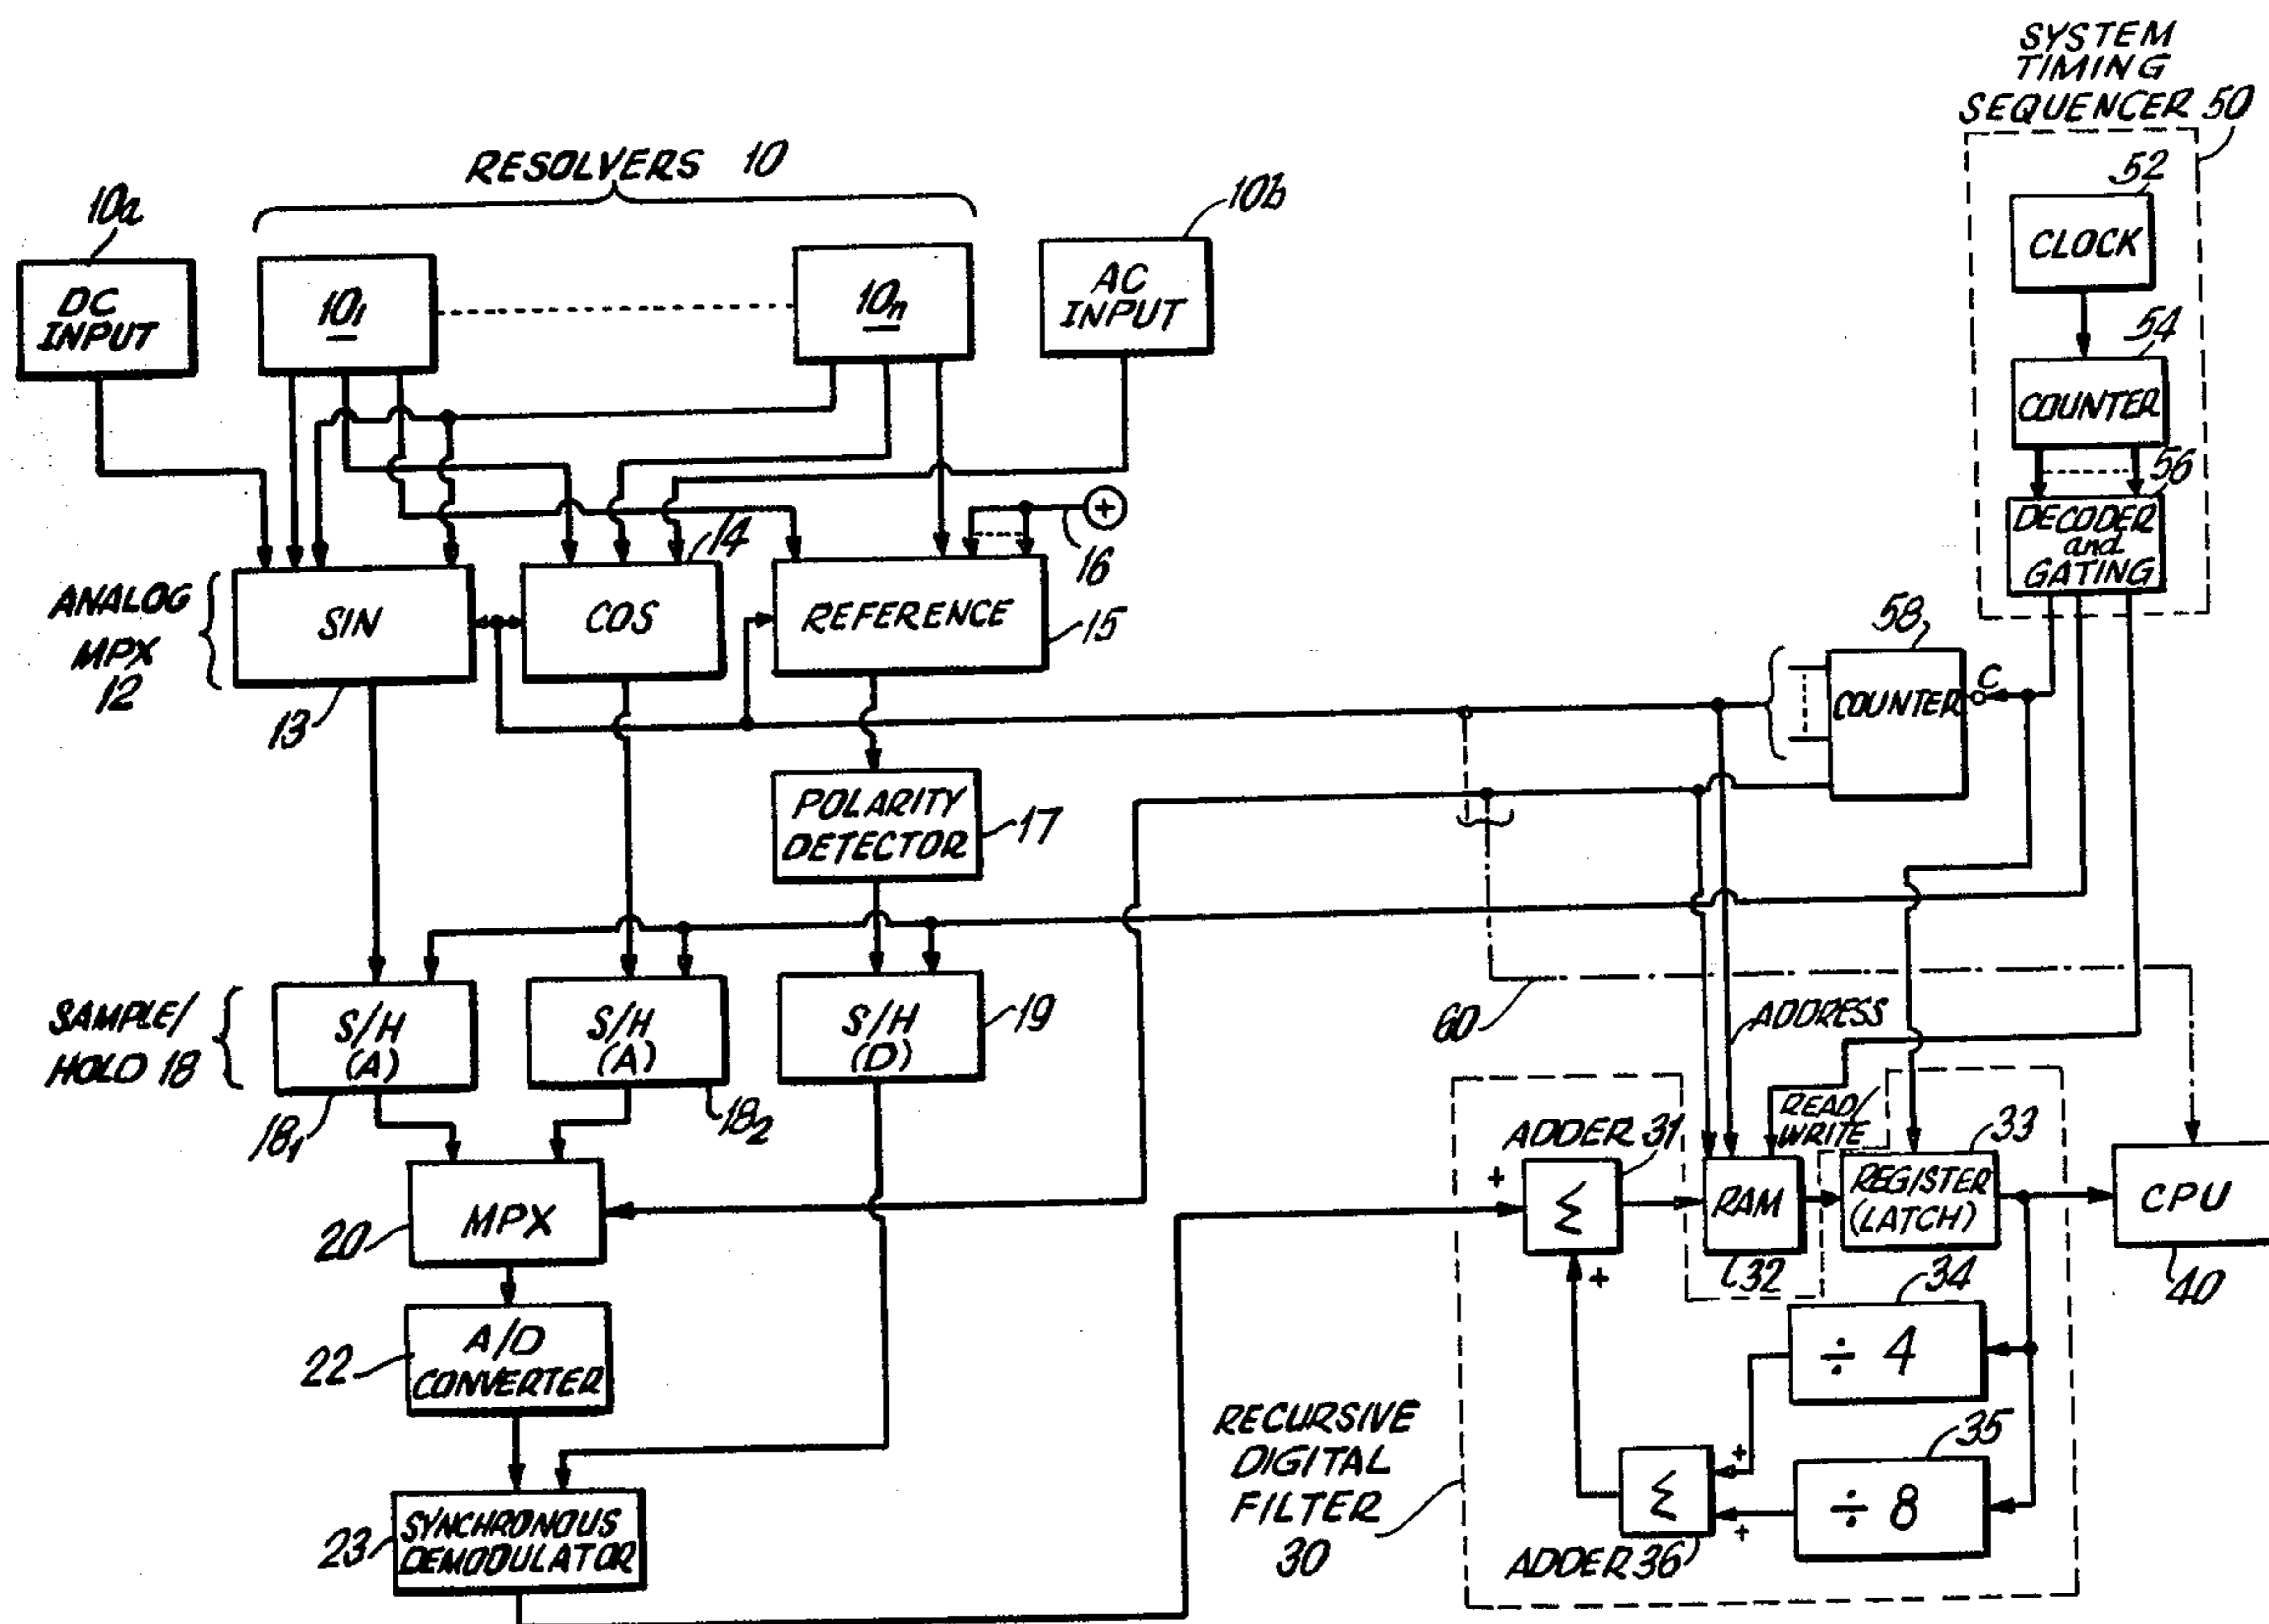 SYSTEM
TIMING
SEQUENCER 50
RESOLVERS 10
10a
10b
52
DC
INPUT
10₁
10ₙ
AC
INPUT
CLOCK
54
COUNTER
56
DECODER
and
GATING
14
+
16
ANALOG
MPX
12
SIN
COS
REFERENCE
13
15
58
COUNTER
C
POLARITY
DETECTOR
17
SAMPLE/
HOLD 18
S/H
(A)
S/H
(A)
S/H
(D)
19
18₁
18₂
60
ADDRESS
READ/
WRITE
ADDER 31
33
+
Σ
RAM
REGISTER
(LATCH)
CPU
+
32
34
40
MPX
20
A/D
CONVERTER
22
÷ 4
35
RECURSIVE
DIGITAL
FILTER
30
+
Σ
+
÷ 8
ADDER 36
SYNCHRONOUS
DEMODULATOR
23